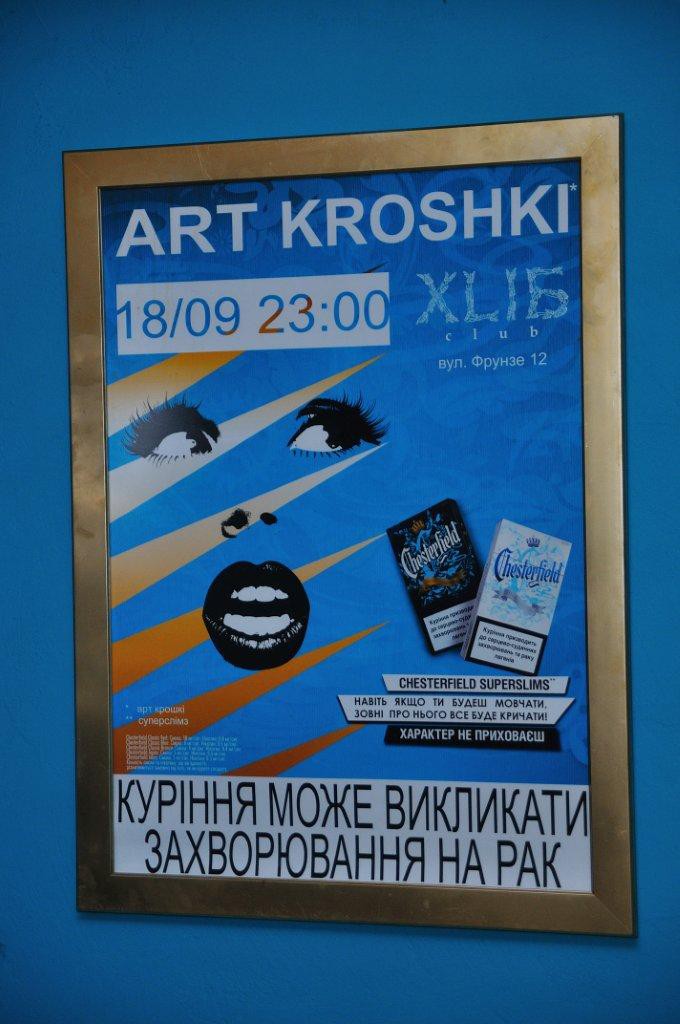 ART KROSHKI*
18/09 23:00
ХLIБ
club
вул. Фрунзе 12
Chesterfield
Chesterfield
Куріння призводить
до серцево-судинних
захворювань та раку
легенів
CHESTERFIELD SUPERSLIMS**
НАВІТЬ ЯКЩО ТИ БУДЕШ МОВЧАТИ,
ЗОВНІ ПРО НЬОГО ВСЕ БУДЕ КРИЧАТИ!
ХАРАКТЕР НЕ ПРИХОВАЄШ
* арт крошкі
** суперслімз
КУРІННЯ МОЖЕ ВИКЛИКАТИ
ЗАХВОРЮВАННЯ НА РАК